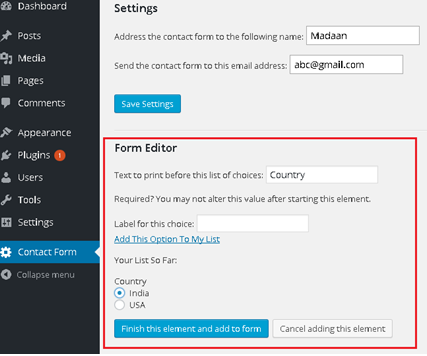 Dashboard
Posts
Media
Pages
Comments
Appearance
Plugins 1
Users
Tools
Settings
Contact Form
Collapse menu
Settings
Address the contact form to the following name: Madaan
Send the contact form to this email address: abc@gmail.com
Save Settings
Form Editor
Text to print before this list of choices: Country
Required? You may not alter this value after starting this element.
Label for this choice:
Add This Option To My List
Your List So Far:
Country
India
USA
Finish this element and add to form Cancel adding this element